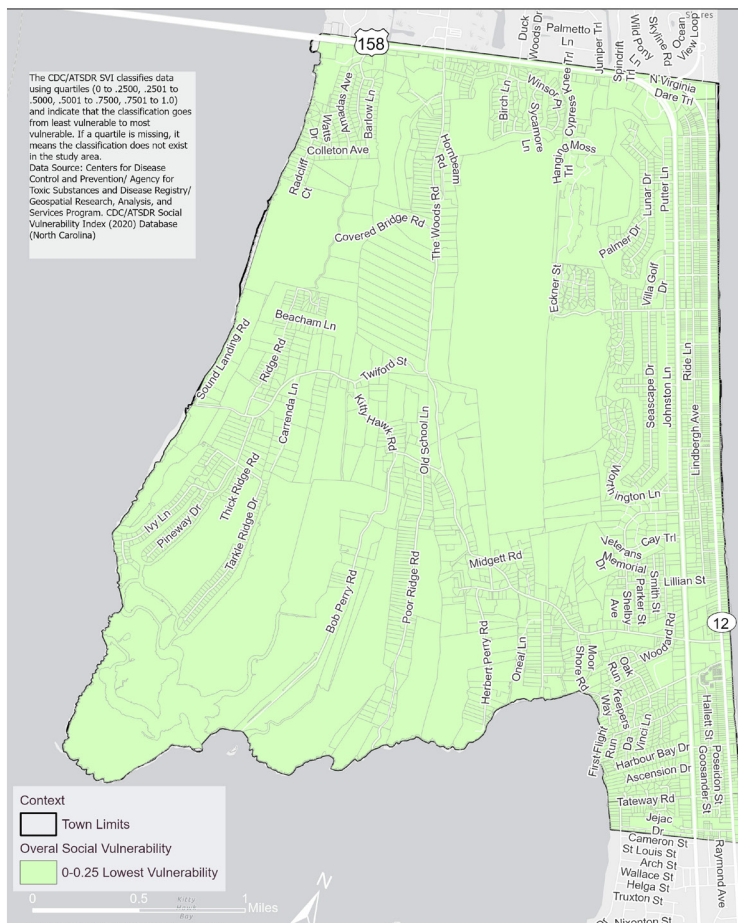 158
Duck
Woods Dr
Palmetto
Ln
Juniper Trl
Spindrift
Trl
Wild Pony
Ln
Skyline Rd
Ocean
View Loop
N Virginia
Dare Trl
The CDC/ATSDR SVI classifies data
using quartiles (0 to .2500, .2501 to
.5000, .5001 to .7500, .7501 to 1.0)
and indicate that the classification goes
from least vulnerable to most
vulnerable. If a quartile is missing, it
means the classification does not exist
in the study area.
Data Source: Centers for Disease
Control and Prevention/ Agency for
Toxic Substances and Disease Registry/
Geospatial Research, Analysis, and
Services Program. CDC/ATSDR Social
Vulnerability Index (2020) Database
(North Carolina)
Watts
Dr
Amadas Ave
Barlow Ln
Colleton Ave
Radcliff
Ct
Hornbeam
Rd
The Woods Rd
Birch Ln
Winsor Pl
Sycamore
Ln
Cypress Knee Trl
Hanging Moss
Trl
Covered Bridge Rd
Lunar Dr
Putter Ln
Palmer Dr
Villa Golf
Dr
Eckner St
Beacham Ln
Sound Landing Rd
Ridge Rd
Carrenda Ln
Twiford St
Kitty Hawk Rd
Old School Ln
Seascape Dr
Johnston Ln
Ride Ln
Lindbergh Ave
Worthington Ln
Ivy Ln
Pineway Dr
Thick Ridge Rd
Tarkle Ridge Dr
Bob Perry Rd
Poor Ridge Rd
Midgett Rd
Herbert Perry Rd
Oneal Ln
Veterans
Memorial
Dr
Cay Trl
Lillian St
Smith St
Parker St
Shelby
Ave
12
Woodard Rd
Moor
Shore Rd
Oak
Run
Keepers
Way
First Flight
Run
Da
Vinci Ln
Harbour Bay Dr
Ascension Dr
Tateway Rd
Jejac
Dr
Hallett St
Goosander St
Poseidon St
Cameron St
St Louis St
Arch St
Wallace St
Helga St
Truxton St
Raymond Ave
Nixonton St
Context
Town Limits
Overal Social Vulnerability
0-0.25 Lowest Vulnerability
0 0.5 1
Miles
Kitty
Hawk
Bay
N